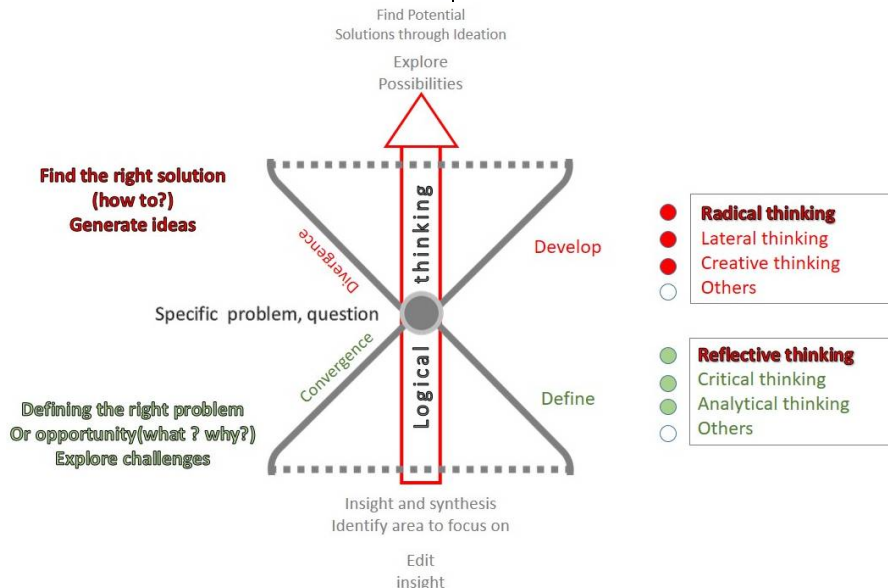 Find Potential
Solutions through Ideation
Explore
Possibilities
Find the right solution
(how to?)
Generate ideas
Divergence
Logical thinking
Develop
Radical thinking
Lateral thinking
Creative thinking
Others
Specific problem, question
Convergence
Define
Defining the right problem
Or opportunity(what ? why?)
Explore challenges
Reflective thinking
Critical thinking
Analytical thinking
Others
Insight and synthesis
Identify area to focus on
Edit
insight